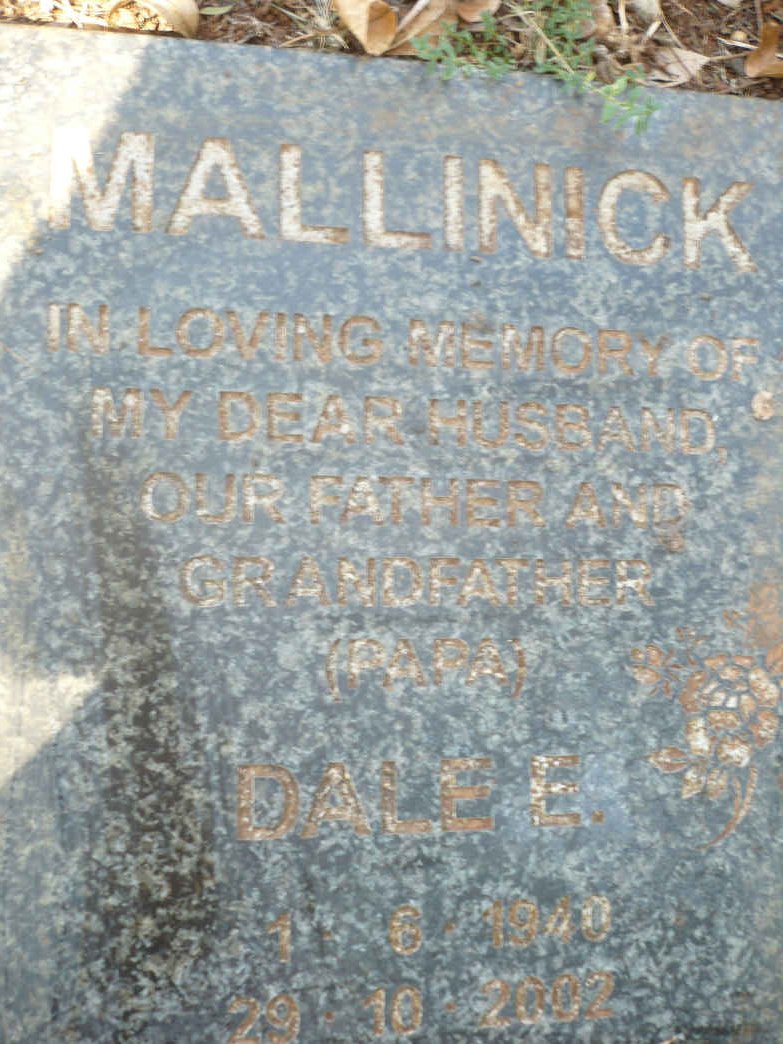 MALLINICK
IN LOVING MEMORY OF
MY DEAR HUSBAND,
OUR FATHER AND
GRANDFATHER
(PAPA)
DALE E.
1 · 6 · 1940
29 · 10 · 2002